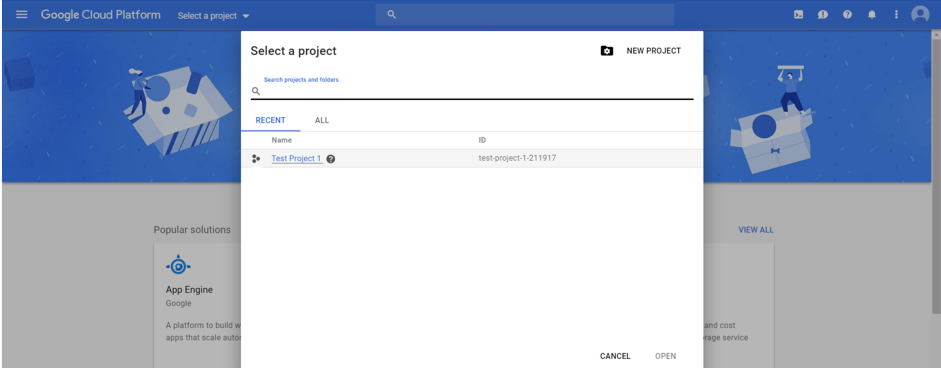 Google Cloud Platform
Select a project
Select a project
NEW PROJECT
Search projects and folders
RECENT ALL
Name ID
Test Project 1 test-project-1-211917
Popular solutions
VIEW ALL
App Engine
Google
A platform to build
apps that scale
and cost
service
CANCEL OPEN